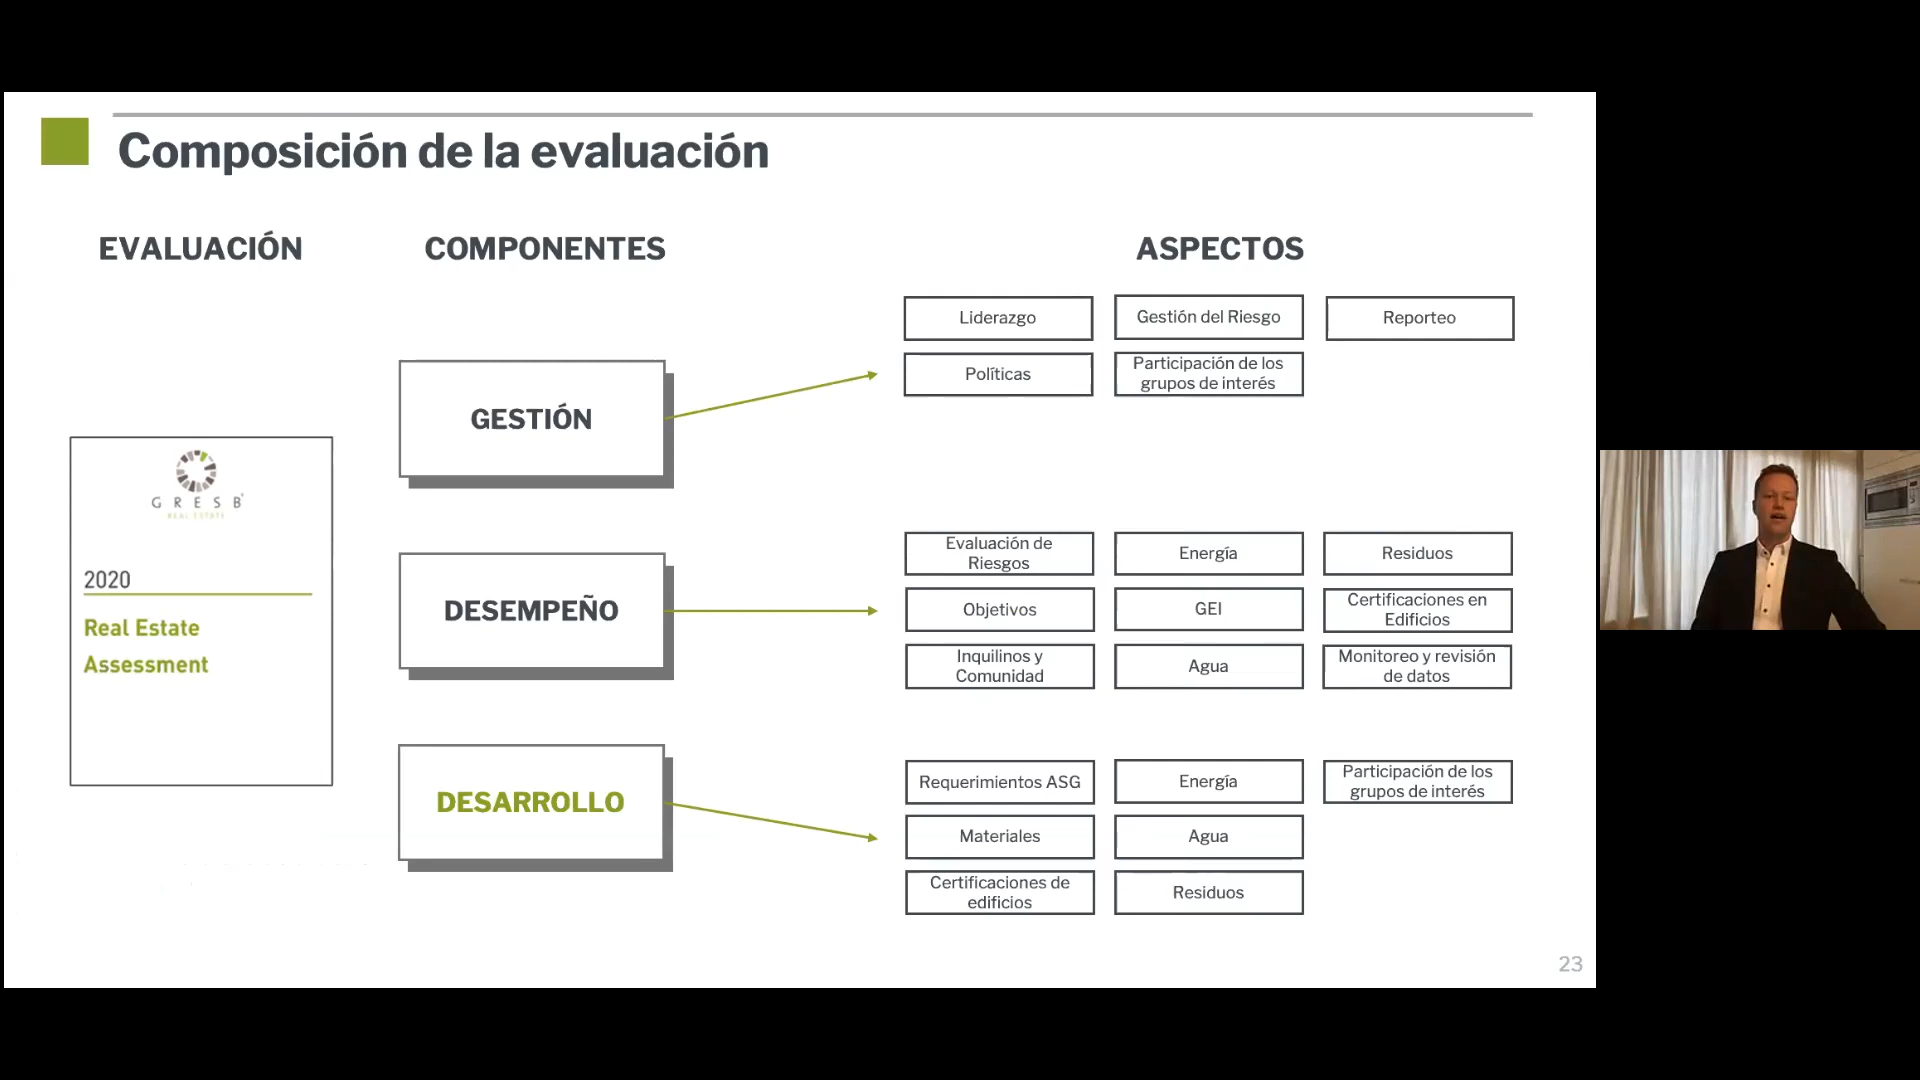 Composición de la evaluación
EVALUACIÓN
COMPONENTES
ASPECTOS
GRESB
REAL ESTATE
2020
Real Estate
Assessment
GESTIÓN
Liderazgo
Gestión del Riesgo
Reporteo
Políticas
Participación de los
grupos de interés
DESEMPEÑO
Evaluación de
Riesgos
Energía
Residuos
Objetivos
GEI
Certificaciones en
Edificios
Inquilinos y
Comunidad
Agua
Monitoreo y revisión
de datos
DESARROLLO
Requerimientos ASG
Energía
Participación de los
grupos de interés
Materiales
Agua
Certificaciones de
edificios
Residuos
23